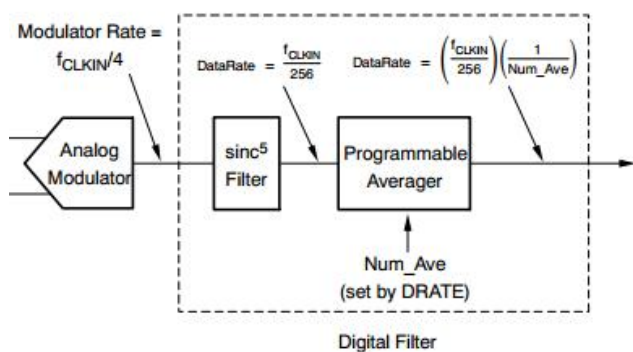 Modulator Rate =
fCLKIN/4
DataRate = fCLKIN/256
DataRate = (fCLKIN/256)(1/Num_Ave)
Analog
Modulator
sinc⁵
Filter
Programmable
Averager
Num_Ave
(set by DRATE)
Digital Filter